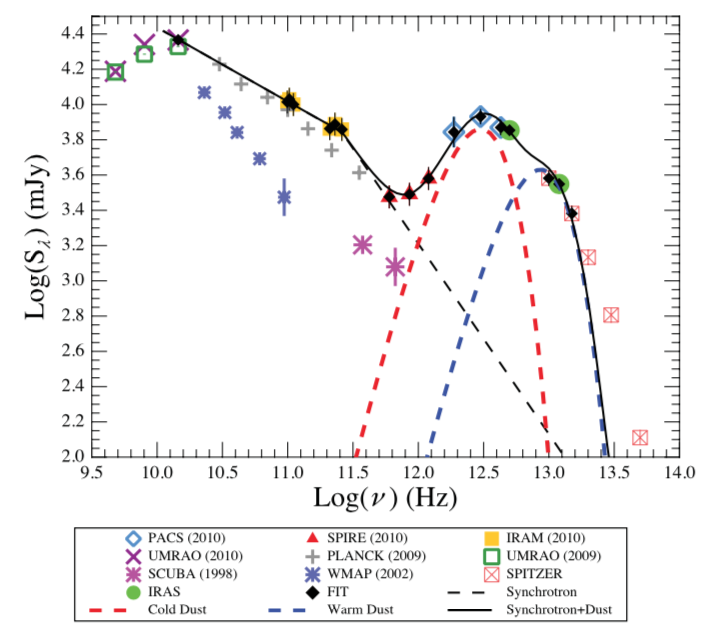 4.4
4.2
4.0
3.8
3.6
3.4
3.2
3.0
2.8
2.6
2.4
2.2
2.0
Log(Sλ) (mJy)
9.5 10.0 10.5 11.0 11.5 12.0 12.5 13.0 13.5 14.0
Log(ν) (Hz)
PACS (2010) SPIRE (2010) IRAM (2010)
UMRAO (2010) PLANCK (2009) UMRAO (2009)
SCUBA (1998) WMAP (2002) SPITZER
IRAS FIT Synchrotron
Cold Dust Warm Dust Synchrotron+Dust